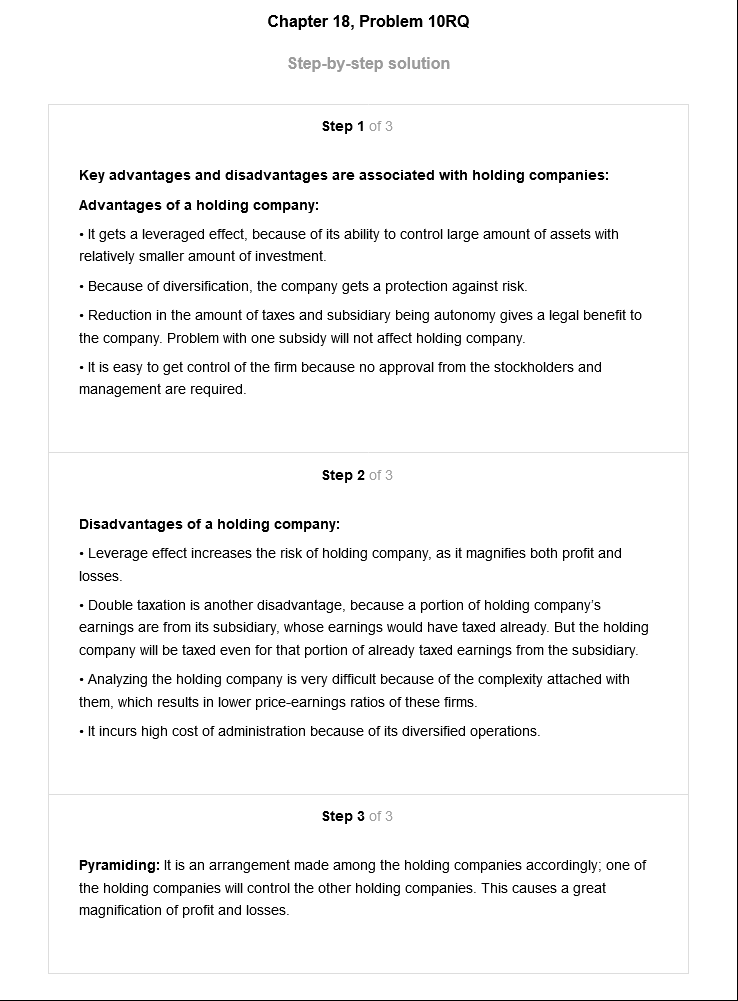 Chapter 18, Problem 10RQ
Step-by-step solution
Step 1 of 3
Key advantages and disadvantages are associated with holding companies:
Advantages of a holding company:
• It gets a leveraged effect, because of its ability to control large amount of assets with
relatively smaller amount of investment.
• Because of diversification, the company gets a protection against risk.
• Reduction in the amount of taxes and subsidiary being autonomy gives a legal benefit to
the company. Problem with one subsidy will not affect holding company.
• It is easy to get control of the firm because no approval from the stockholders and
management are required.
Step 2 of 3
Disadvantages of a holding company:
• Leverage effect increases the risk of holding company, as it magnifies both profit and
losses.
• Double taxation is another disadvantage, because a portion of holding company's
earnings are from its subsidiary, whose earnings would have taxed already. But the holding
company will be taxed even for that portion of already taxed earnings from the subsidiary.
• Analyzing the holding company is very difficult because of the complexity attached with
them, which results in lower price-earnings ratios of these firms.
• It incurs high cost of administration because of its diversified operations.
Step 3 of 3
Pyramiding: It is an arrangement made among the holding companies accordingly; one of
the holding companies will control the other holding companies. This causes a great
magnification of profit and losses.